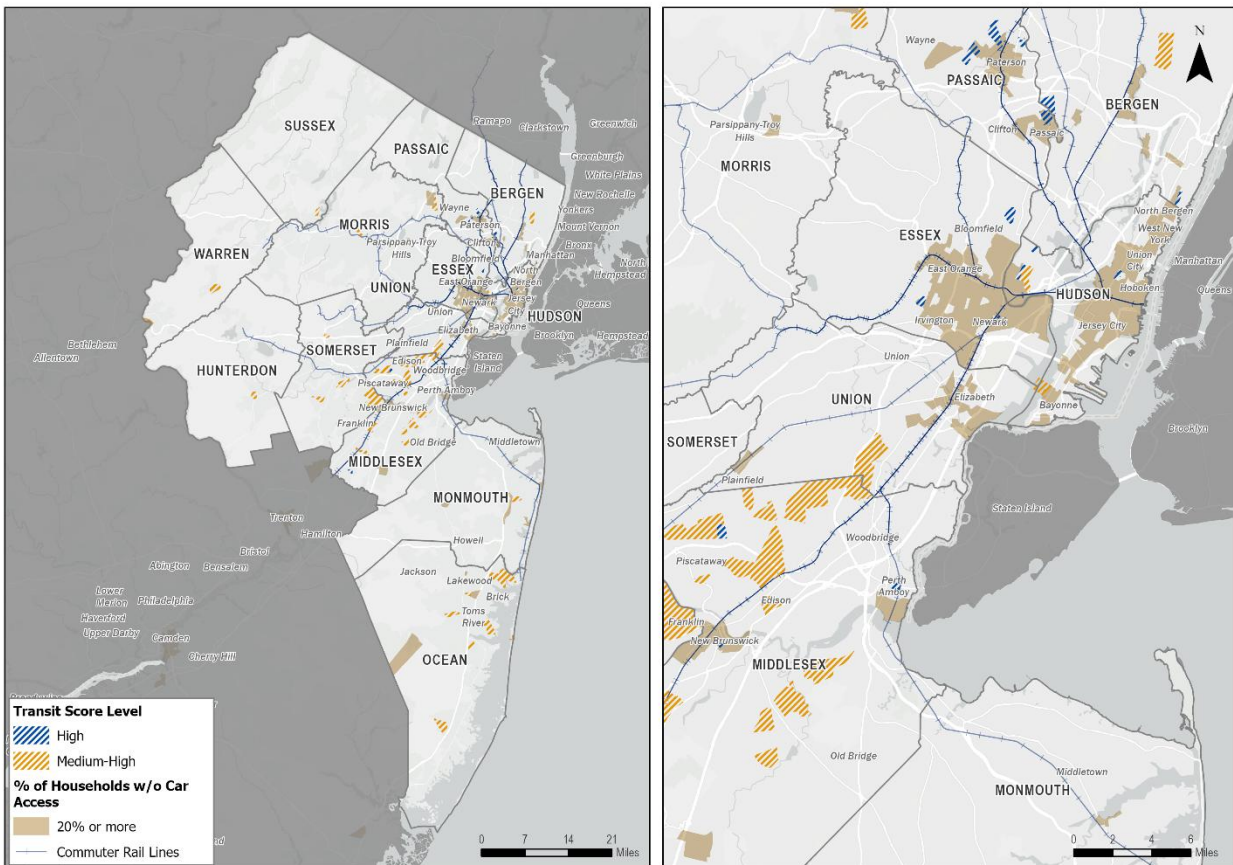 Ramapo
Clarkstown
Greenwich
SUSSEX
PASSAIC
Greenburgh
White Plains
BERGEN
New Rochelle
Wayne
Yonkers
MORRIS
Paterson
Mount Vernon
Parsippany-Troy
Hills
Clifton
Bronx
WARREN
Bloomfield
Manhattan
North
Hempstead
ESSEX
East Orange
North
Bergen
UNION
Newark
Jersey
City
Queens
Union
HUDSON
SOMERSET
Elizabeth
Bayonne
Brooklyn
Hempstead
Bethlehem
Plainfield
Allentown
Edison
Staten
Island
HUNTERDON
Woodbridge
Piscataway
Perth Amboy
New Brunswick
Franklin
Old Bridge
Middletown
MIDDLESEX
MONMOUTH
Trenton
Hamilton
Howell
Bristol
Abington
Bensalem
Jackson
Lakewood
Lower
Merion
Philadelphia
Brick
Haverford
Toms
River
Upper Darby
Camden
Cherry Hill
OCEAN
Transit Score Level
High
Medium-High
% of Households w/o Car
Access
20% or more
Commuter Rail Lines
0 7 14 21
Miles
N
Wayne
Paterson
PASSAIC
BERGEN
Parsippany-Troy
Hills
Clifton
Passaic
MORRIS
North Bergen
ESSEX
Bloomfield
West New
York
Union
City
Manhattan
East Orange
Hoboken
Queens
HUDSON
Irvington
Newark
Jersey City
Union
UNION
Elizabeth
Bayonne
SOMERSET
Brooklyn
Plainfield
Staten Island
Woodbridge
Piscataway
Perth
Amboy
Edison
Franklin
New Brunswick
MIDDLESEX
Old Bridge
Middletown
MONMOUTH
0 2 4 6
Miles